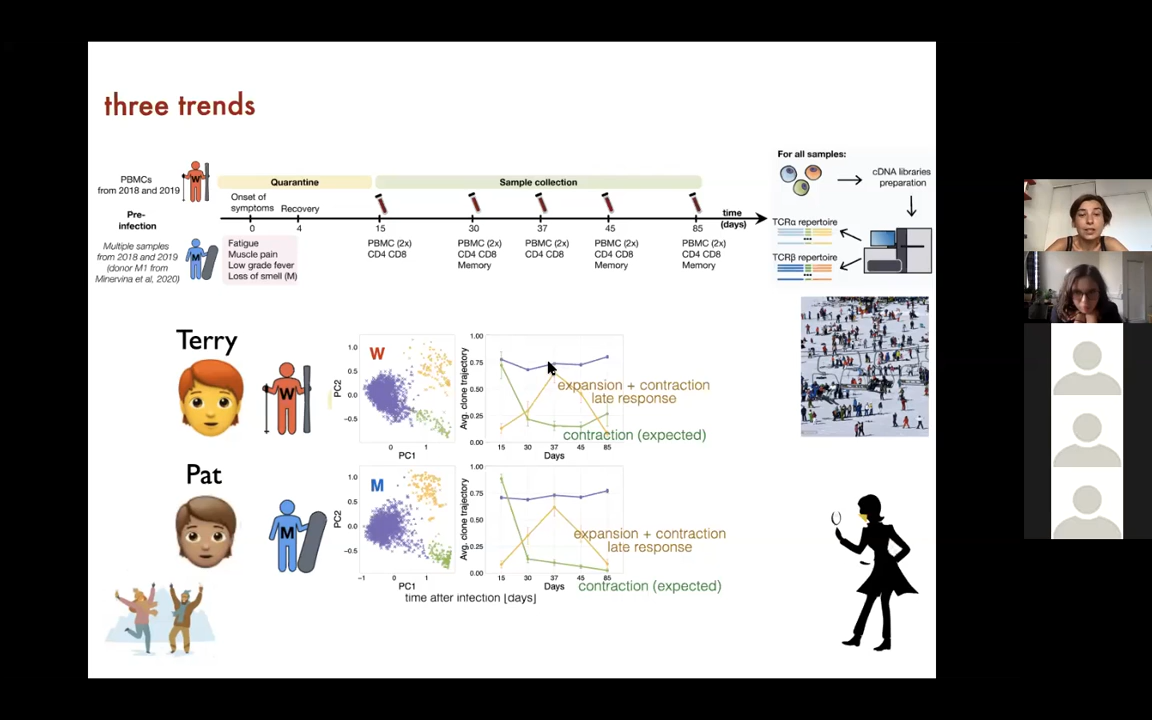 three trends
PBMCs
from 2018 and 2019
W
Pre-
infection
Multiple samples
from 2018 and 2019
(donor M1 from
Minervina et al, 2020)
M
Quarantine
Onset of
symptoms
Recovery
0
4
Fatigue
Muscle pain
Low grade fever
Loss of smell (M)
Sample collection
15
30
37
45
85
time
(days)
PBMC (2x)
CD4 CD8
PBMC (2x)
CD4 CD8
Memory
PBMC (2x)
CD4 CD8
PBMC (2x)
CD4 CD8
Memory
PBMC (2x)
CD4 CD8
Memory
For all samples:
cDNA libraries
preparation
TCRα repertoire
TCRβ repertoire
Terry
W
W
PC2
1.0
0.5
0.0
-0.5
0
1
PC1
Avg. clone trajectory
1.00
0.75
0.50
0.25
0.00
15
30
37
45
85
Days
expansion + contraction
late response
contraction (expected)
Pat
M
M
PC2
1.0
0.5
0.0
-0.5
-1
0
1
PC1
Avg. clone trajectory
1.00
0.75
0.50
0.25
0.00
15
30
37
45
85
Days
expansion + contraction
late response
contraction (expected)
time after infection [days]